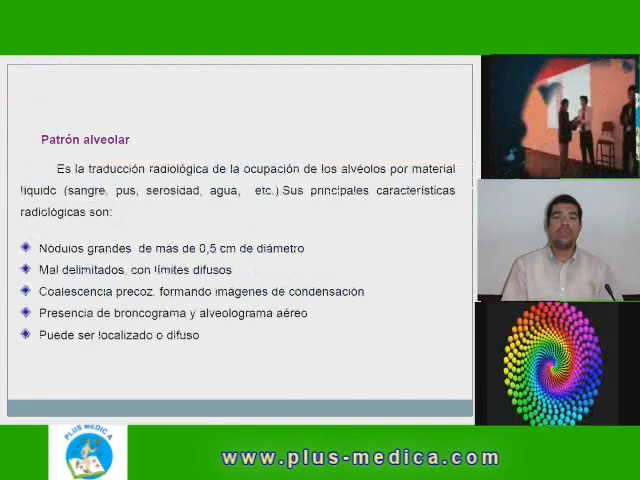 Patrón alveolar
Es la traducción radiológica de la ocupación de los alvéolos por material
líquido (sangre, pus, serosidad, agua, etc.).Sus principales características
radiológicas son:
Nódulos grandes de más de 0,5 cm de diámetro
Mal delimitados, con límites difusos
Coalescencia precoz, formando imágenes de condensación
Presencia de broncograma y alveolograma aéreo
Puede ser localizado o difuso
PLUS MEDICA
www.plus-medica.com